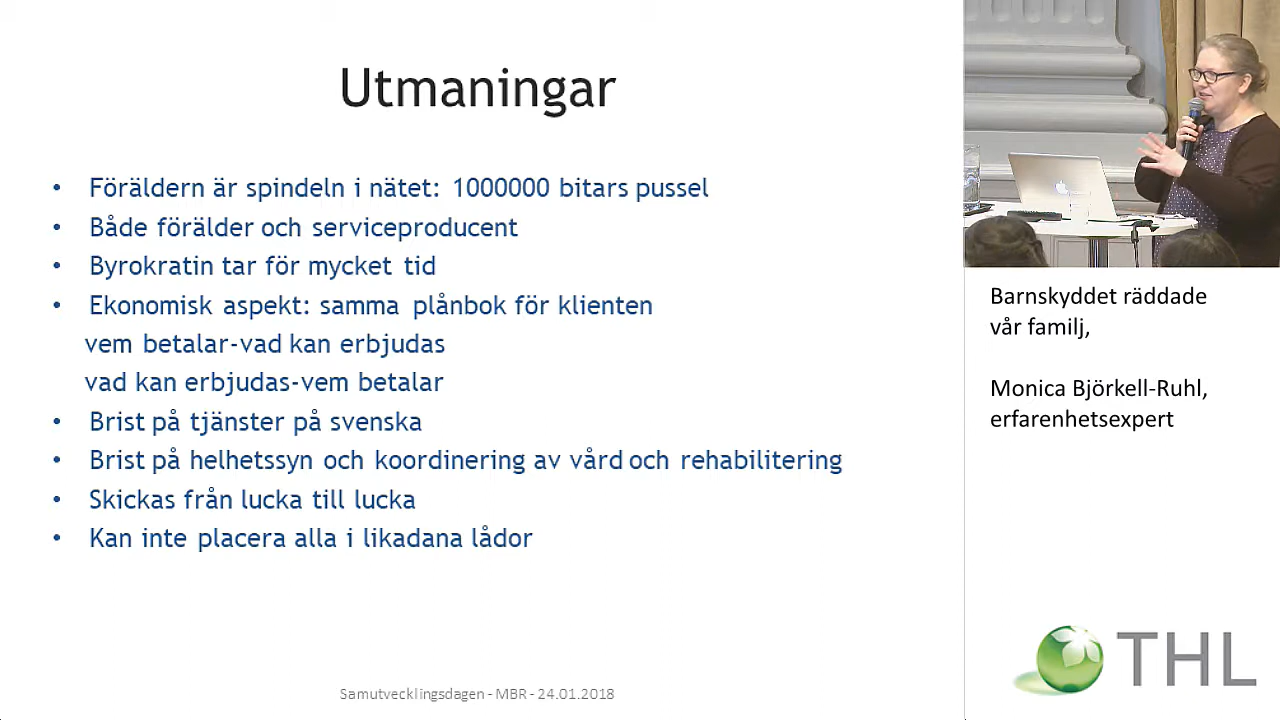 Utmaningar
• Föräldern är spindeln i nätet: 1000000 bitars pussel
• Både förälder och serviceproducent
• Byrokratin tar för mycket tid
• Ekonomisk aspekt: samma plånbok för klienten
vem betalar-vad kan erbjudas
vad kan erbjudas-vem betalar
• Brist på tjänster på svenska
• Brist på helhetssyn och koordinering av vård och rehabilitering
• Skickas från lucka till lucka
• Kan inte placera alla i likadana lådor
Samutvecklingsdagen - MBR - 24.01.2018
Barnskyddet räddade
vår familj,
Monica Björkell-Ruhl,
erfarenhetsexpert
THL